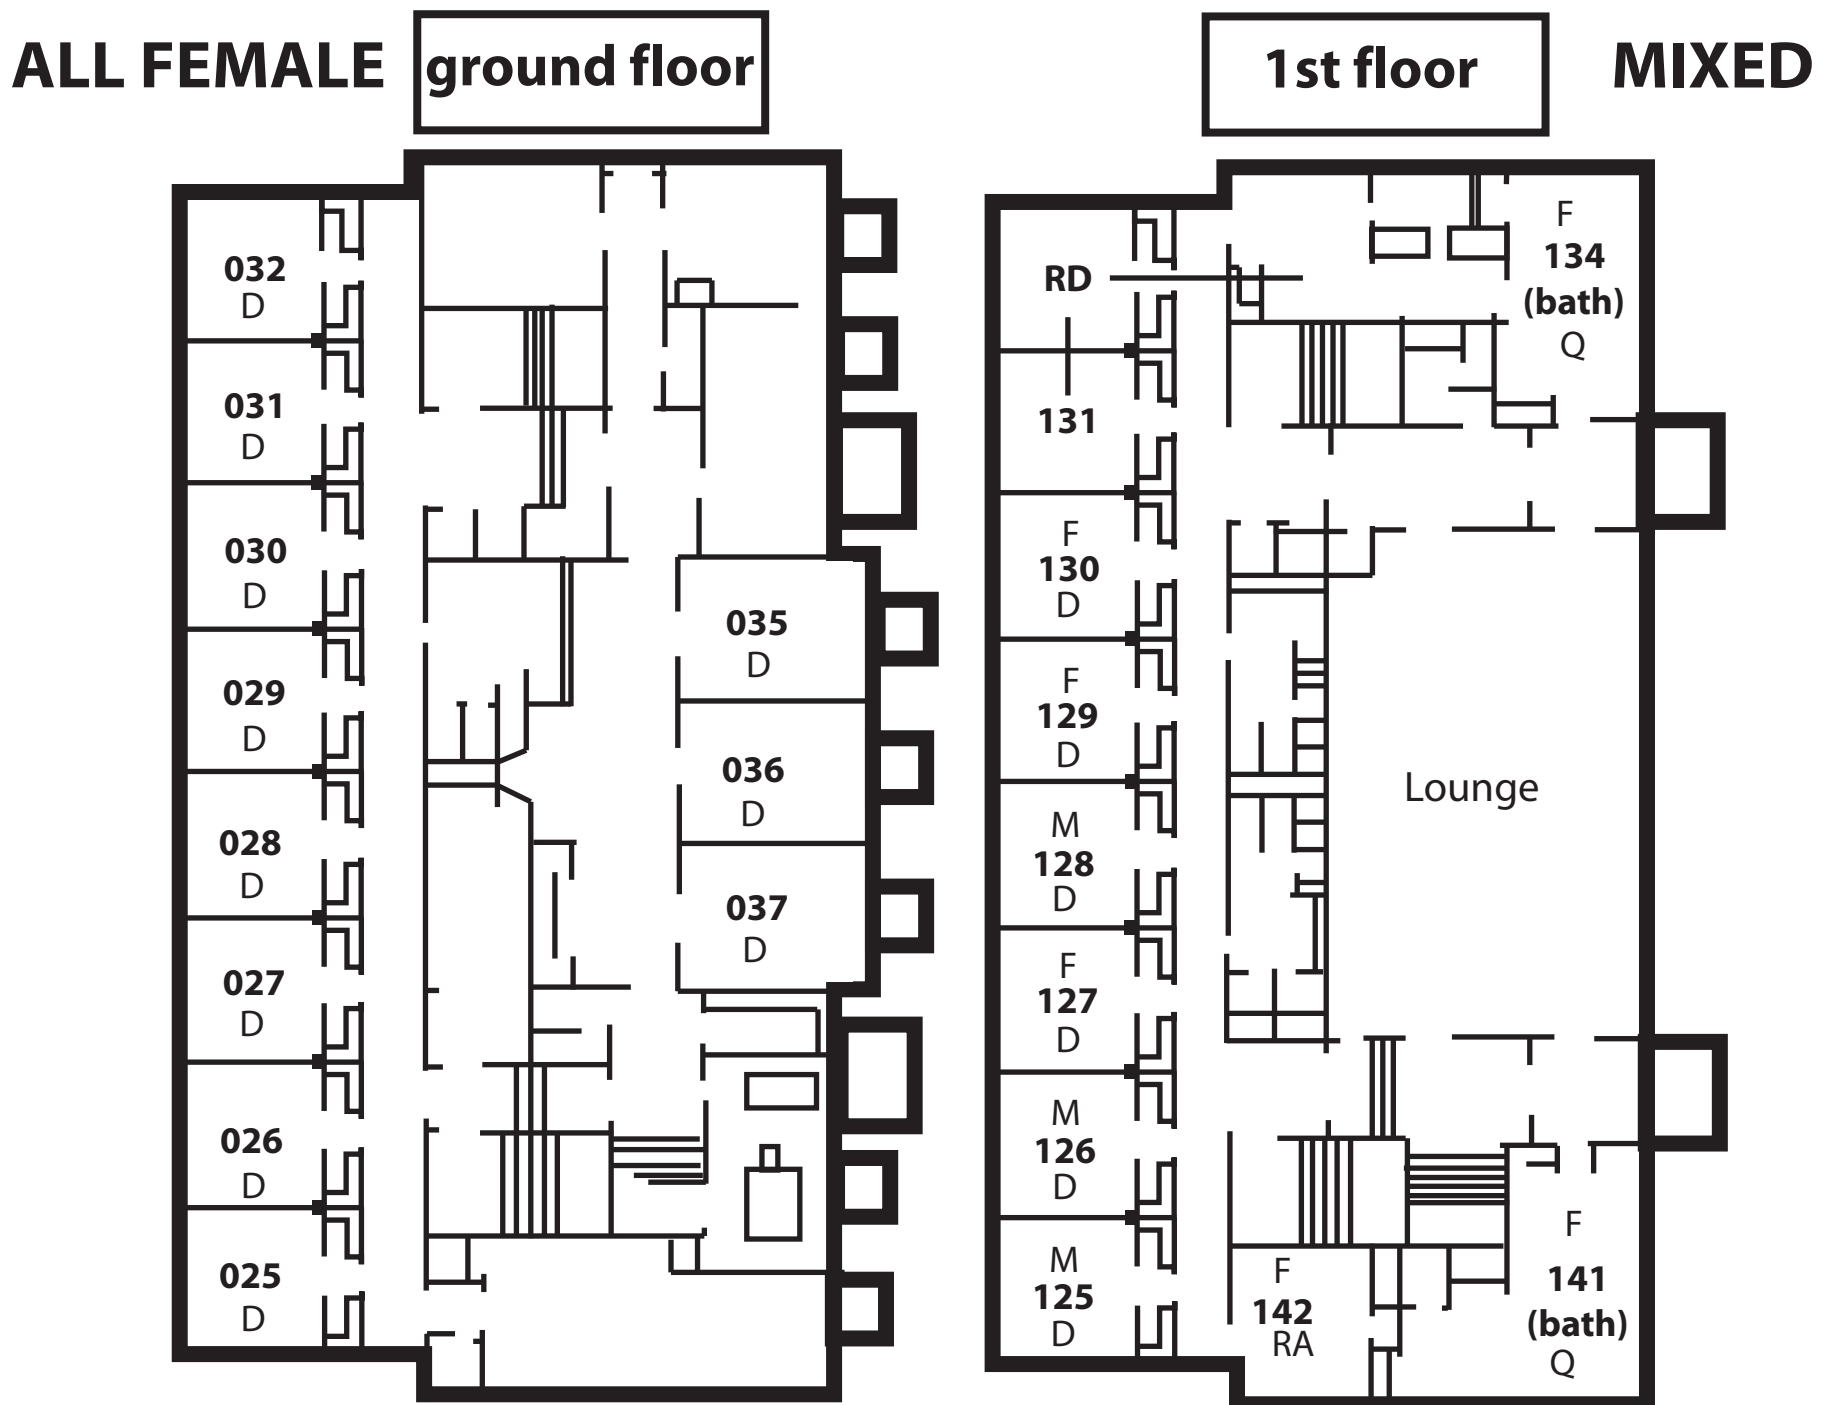 ALL FEMALE
ground floor
032
D
031
D
030
D
029
D
028
D
027
D
026
D
025
D
035
D
036
D
037
D
1st floor
MIXED
RD
131
F
130
D
F
129
D
M
128
D
F
127
D
M
126
D
M
125
D
F
134
(bath)
Q
Lounge
F
142
RA
F
141
(bath)
Q